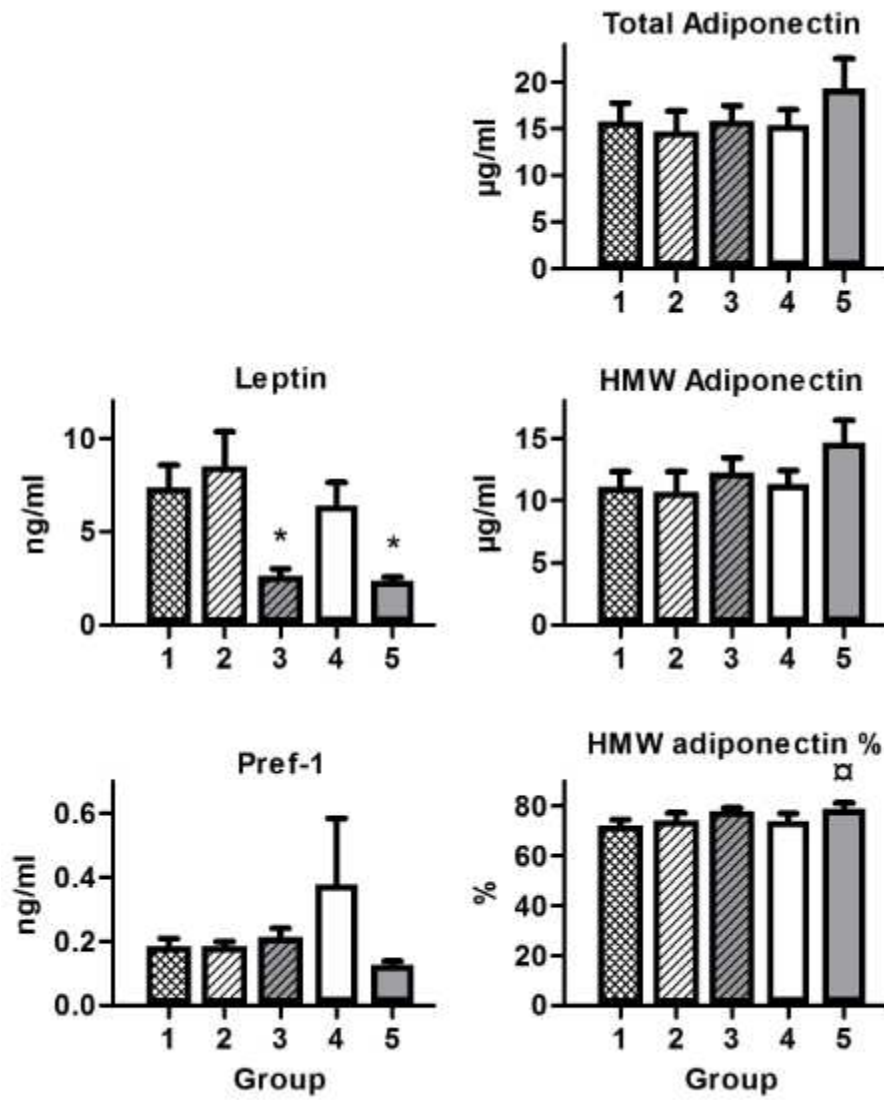 Total Adiponectin
µg/ml
20
15
10
5
0
1 2 3 4 5
Leptin
ng/ml
10
5
0
* *
1 2 3 4 5
HMW Adiponectin
µg/ml
15
10
5
0
1 2 3 4 5
Pref-1
ng/ml
0.6
0.4
0.2
0.0
1 2 3 4 5
Group
HMW adiponectin %
¤
%
80
60
40
20
0
1 2 3 4 5
Group